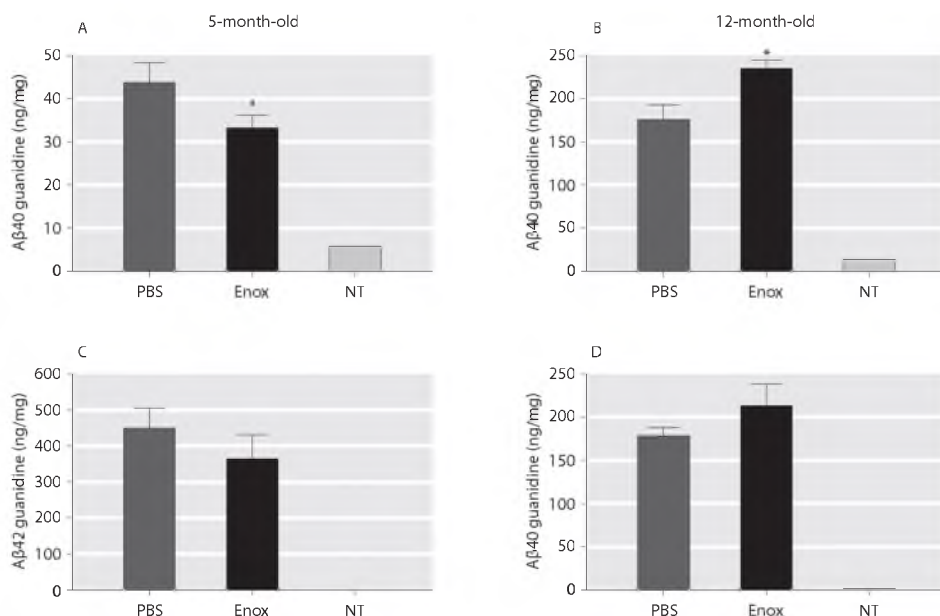 A
5-month-old
Aβ40 guanidine (ng/mg)
50
40
30
20
10
0
*
PBS
Enox
NT
B
12-month-old
Aβ40 guanidine (ng/mg)
250
200
150
100
50
0
*
PBS
Enox
NT
C
Aβ42 guanidine (ng/mg)
600
500
400
300
200
100
0
PBS
Enox
NT
D
Aβ40 guanidine (ng/mg)
250
200
150
100
50
0
PBS
Enox
NT